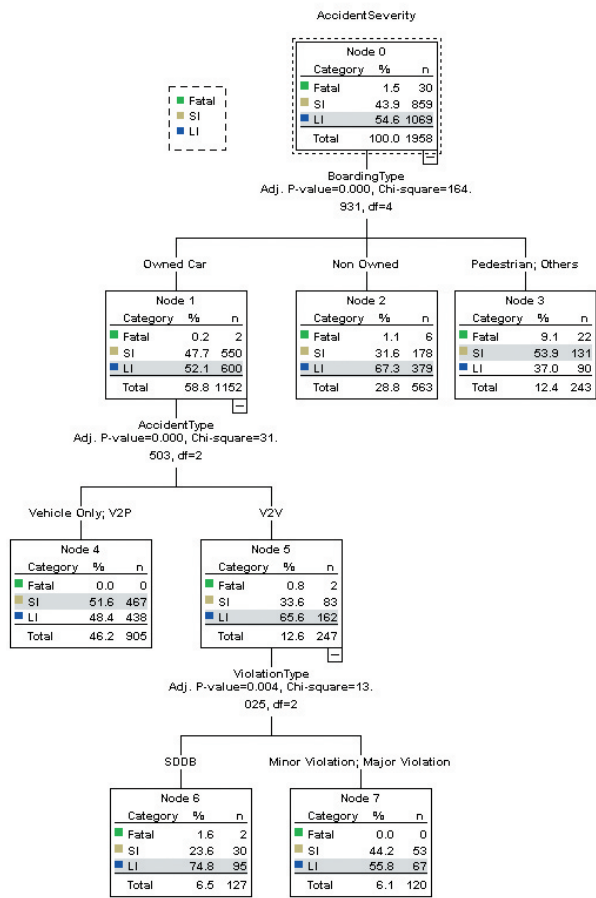 AccidentSeverity
Fatal
SI
LI
Node 0
Category % n
Fatal 1.5 30
SI 43.9 859
LI 54.6 1069
Total 100.0 1958
BoardingType
Adj. P-value=0.000, Chi-square=164.
931, df=4
Owned Car
Non Owned
Pedestrian; Others
Node 1
Category % n
Fatal 0.2 2
SI 47.7 550
LI 52.1 600
Total 58.8 1152
Node 2
Category % n
Fatal 1.1 6
SI 31.6 178
LI 67.3 379
Total 28.8 563
Node 3
Category % n
Fatal 9.1 22
SI 53.9 131
LI 37.0 90
Total 12.4 243
AccidentType
Adj. P-value=0.000, Chi-square=31.
503, df=2
Vehicle Only; V2P
V2V
Node 4
Category % n
Fatal 0.0 0
SI 51.6 467
LI 48.4 438
Total 46.2 905
Node 5
Category % n
Fatal 0.8 2
SI 33.6 83
LI 65.6 162
Total 12.6 247
ViolationType
Adj. P-value=0.004, Chi-square=13.
025, df=2
SDDB
Minor Violation; Major Violation
Node 6
Category % n
Fatal 1.6 2
SI 23.6 30
LI 74.8 95
Total 6.5 127
Node 7
Category % n
Fatal 0.0 0
SI 44.2 53
LI 55.8 67
Total 6.1 120